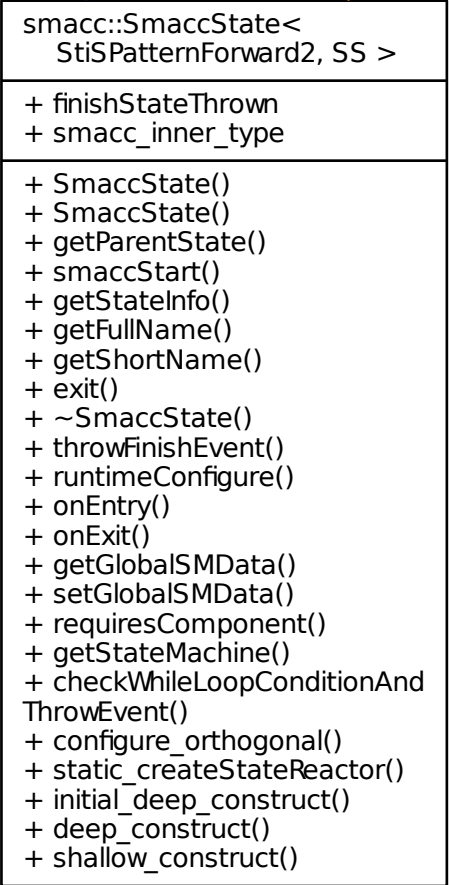 smacc::SmaccState<
StiSPatternForward2, SS >
+ finishStateThrown
+ smacc_inner_type
+ SmaccState()
+ SmaccState()
+ getParentState()
+ smaccStart()
+ getStateInfo()
+ getFullName()
+ getShortName()
+ exit()
+ ~SmaccState()
+ throwFinishEvent()
+ runtimeConfigure()
+ onEntry()
+ onExit()
+ getGlobalSMData()
+ setGlobalSMData()
+ requiresComponent()
+ getStateMachine()
+ checkWhileLoopConditionAnd
ThrowEvent()
+ configure_orthogonal()
+ static_createStateReactor()
+ initial_deep_construct()
+ deep_construct()
+ shallow_construct()